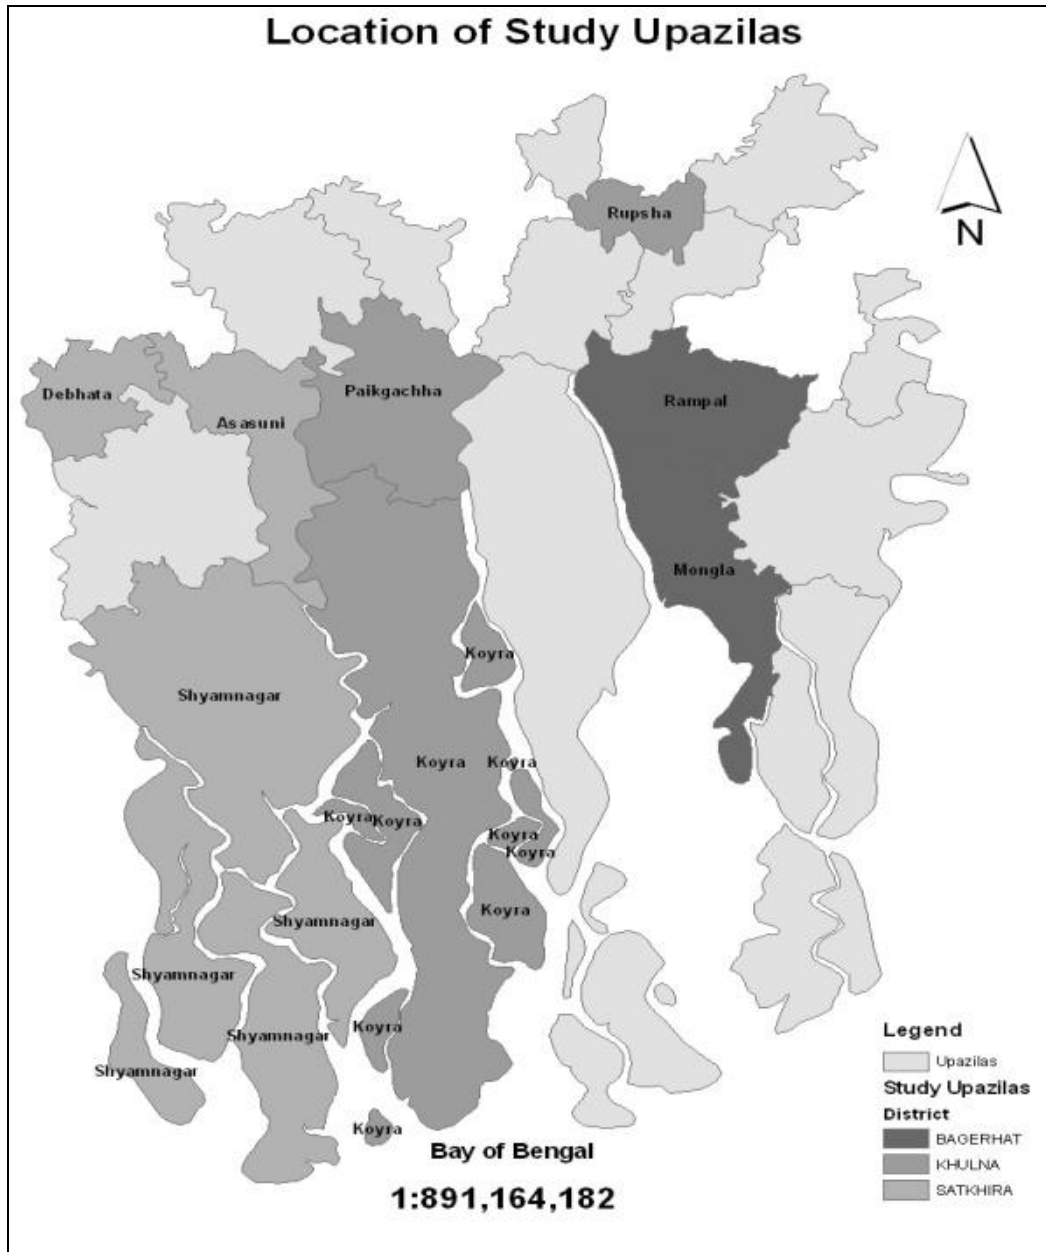 Location of Study Upazilas
Rupsha
N
Debhata
Asasuni
Paikgachha
Rampal
Mongla
Koyra
Shyamnagar
Koyra
Koyra
Koyra
Koyra
Koyra
Koyra
Koyra
Shyamnagar
Shyamnagar
Koyra
Shyamnagar
Shyamnagar
Koyra
Bay of Bengal
1:891,164,182
Legend
Upazilas
Study Upazilas
District
BAGERHAT
KHULNA
SATKHIRA